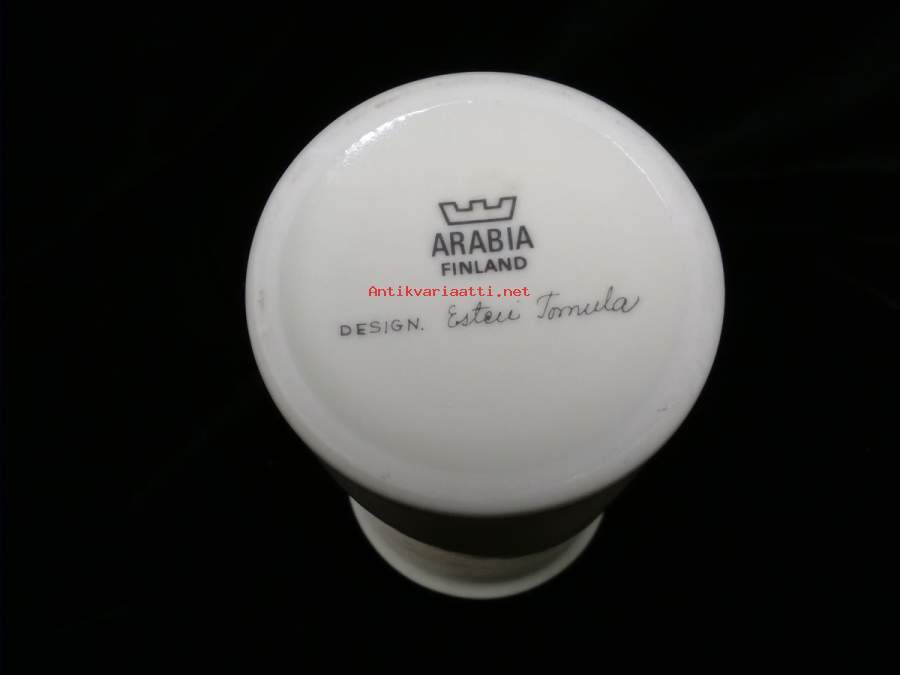 ARABIA
FINLAND
Antikvariaatti.net
DESIGN. Esteri Tomula